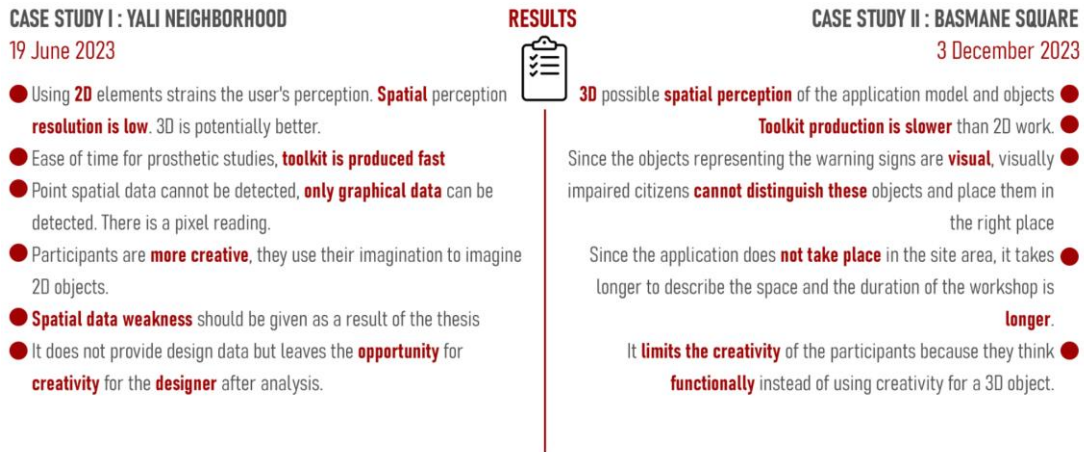 CASE STUDY I : YALI NEIGHBORHOOD
19 June 2023
Using 2D elements strains the user's perception. Spatial perception
resolution is low. 3D is potentially better.
Ease of time for prosthetic studies, toolkit is produced fast
Point spatial data cannot be detected, only graphical data can be
detected. There is a pixel reading.
Participants are more creative, they use their imagination to imagine
2D objects.
Spatial data weakness should be given as a result of the thesis
It does not provide design data but leaves the opportunity for
creativity for the designer after analysis.
RESULTS
CASE STUDY II : BASMANE SQUARE
3 December 2023
3D possible spatial perception of the application model and objects
Toolkit production is slower than 2D work.
Since the objects representing the warning signs are visual, visually
impaired citizens cannot distinguish these objects and place them in
the right place
Since the application does not take place in the site area, it takes
longer to describe the space and the duration of the workshop is
longer.
It limits the creativity of the participants because they think
functionally instead of using creativity for a 3D object.